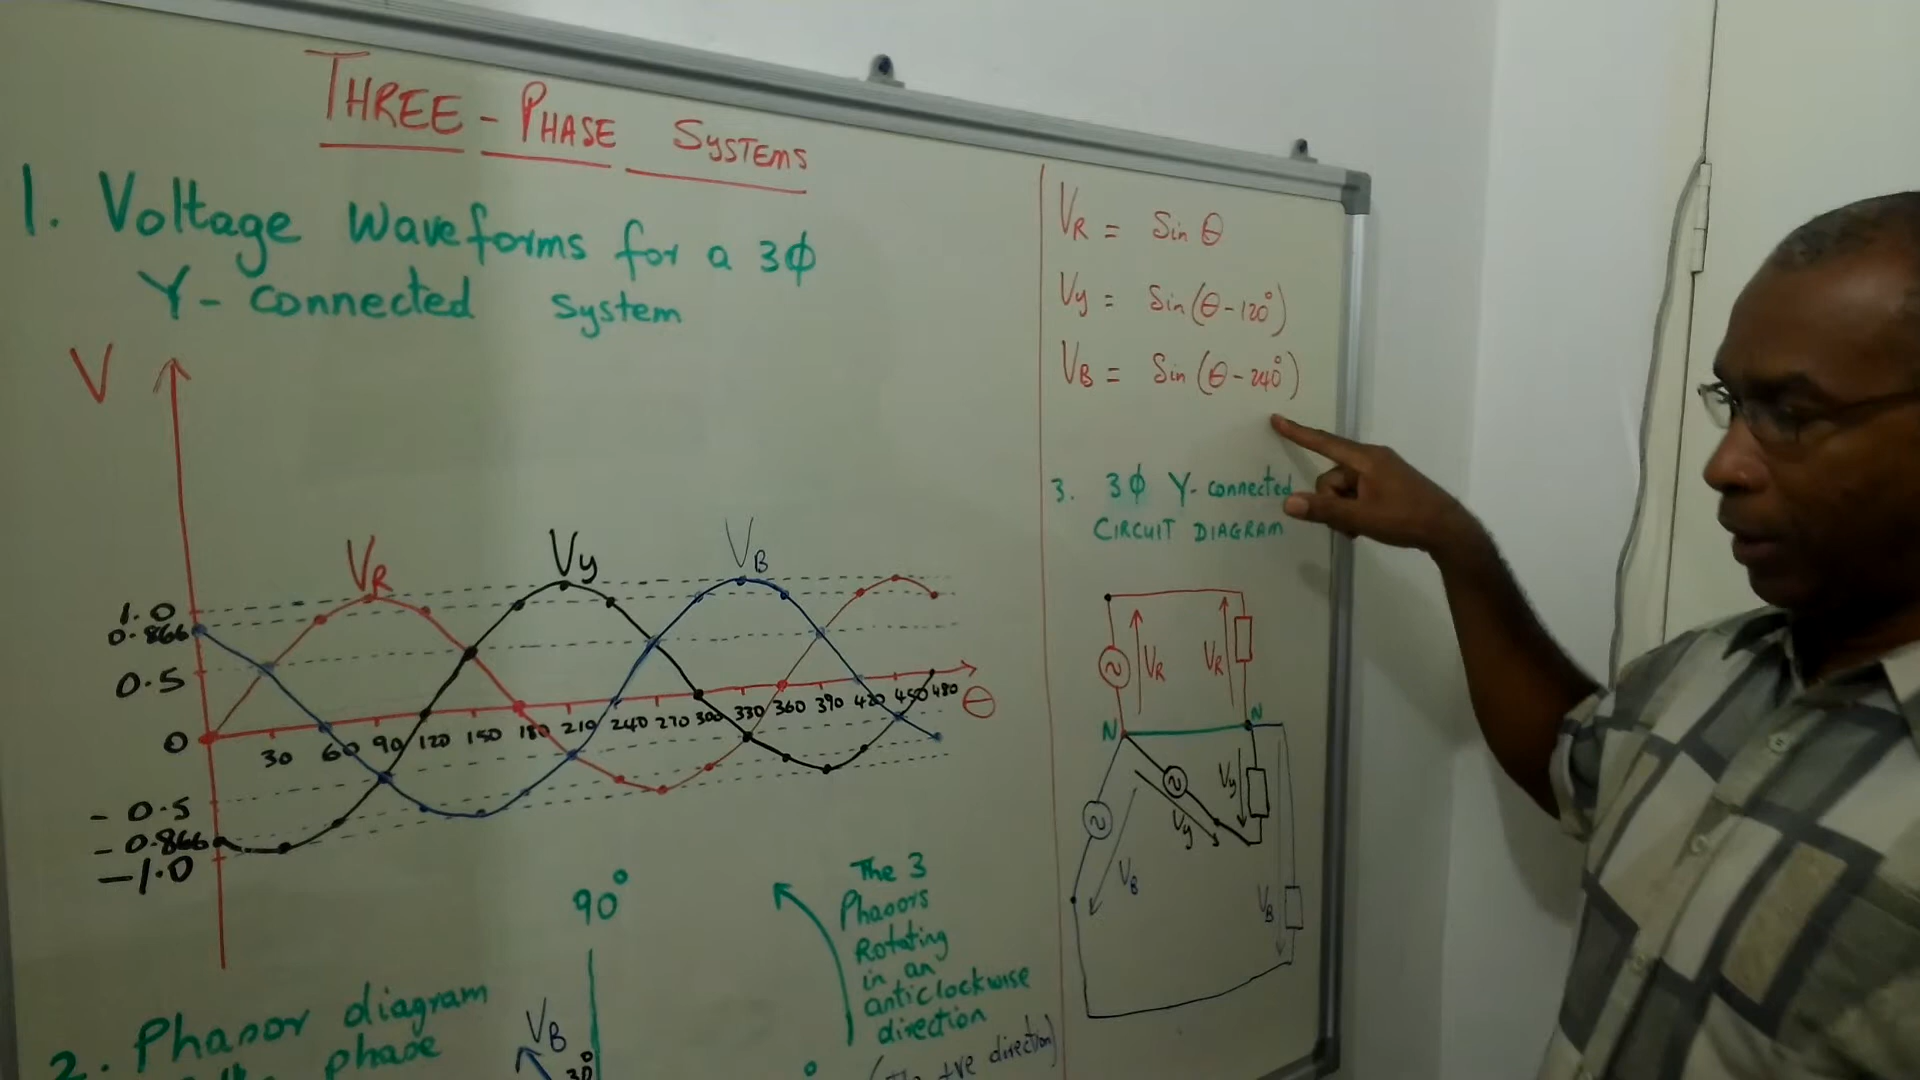 THREE - PHASE SYSTEMS
1. Voltage waveforms for a 3ϕ
Y - connected system
V
VR
Vy
VB
1.0
0.866
0.5
0
- 0.5
- 0.866
-1.0
30 60 90 120 150 180 210 240 270 300 330 360 390 420 450 480
θ
2. Phasor diagram
phase
90°
VB
30°
The 3
Phasors
Rotating
in an
anticlockwise
direction
+ve direction)
VR = Sin θ
Vy = Sin(θ - 120°)
VB = Sin(θ - 240°)
3. 3ϕ Y- connected
CIRCUIT DIAGRAM
VR
VR
N
N
Vy
Vy
VB
VB